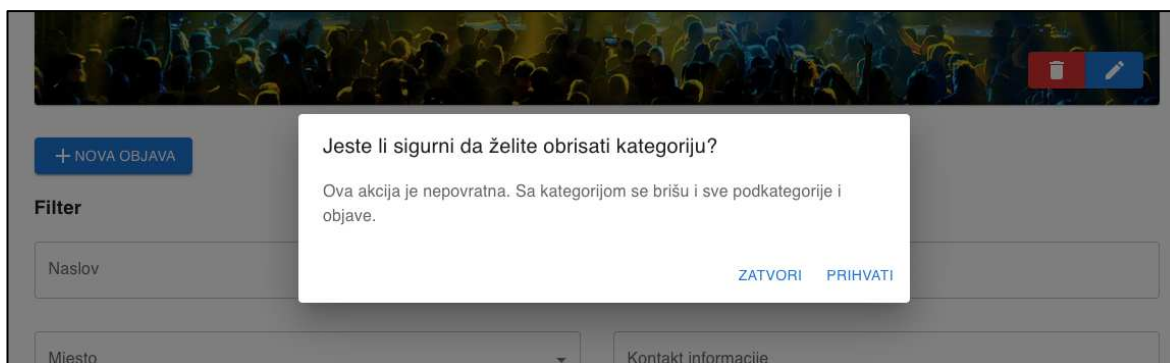 + NOVA OBJAVA
Jeste li sigurni da želite obrisati kategoriju?
Ova akcija je nepovratna. Sa kategorijom se brišu i sve podkategorije i
objave.
ZATVORI PRIHVATI
Filter
Naslov
Mjesto
Kontakt informacije